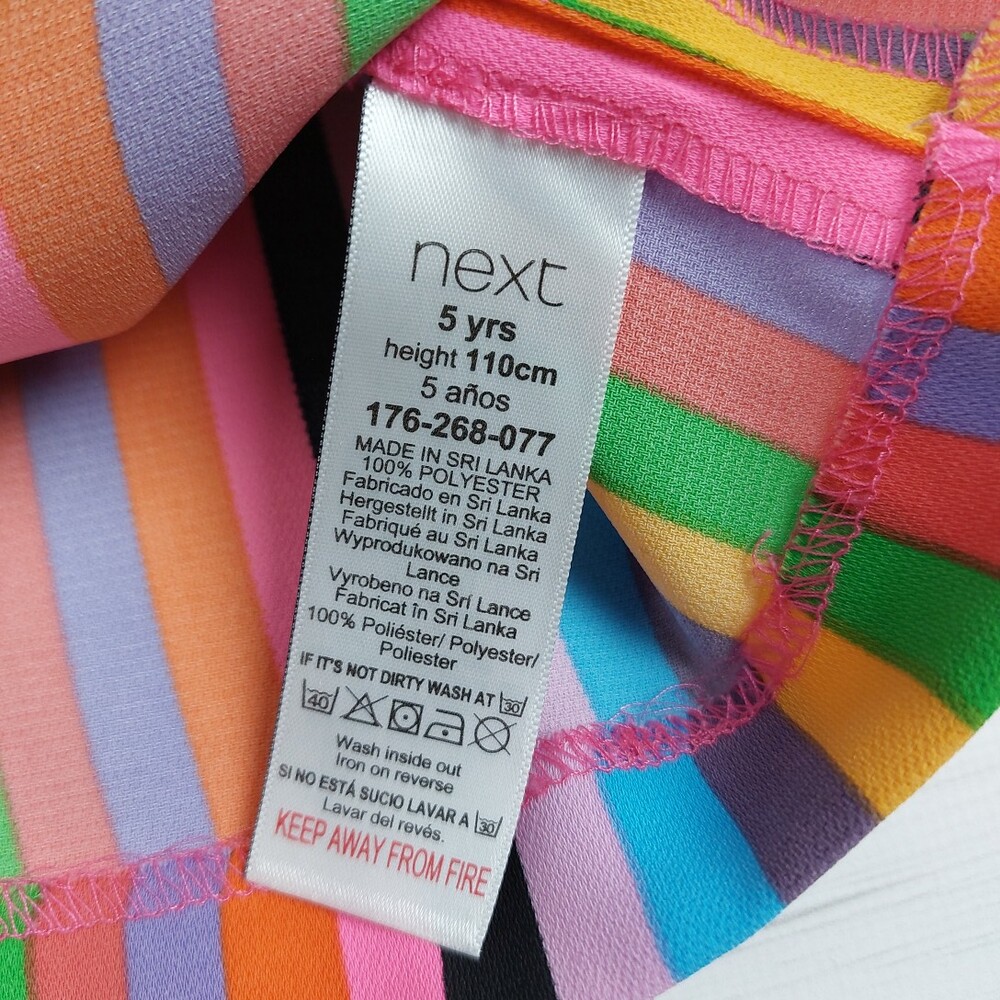 next
5 yrs
height 110cm
5 años
176-268-077
MADE IN SRI LANKA
100% POLYESTER
Fabricado en Sri Lanka
Hergestellt in Sri Lanka
Fabriqué au Sri Lanka
Wyprodukowano na Sri
Lance
Vyrobeno na Srí Lance
Fabricat în Sri Lanka
100% Poliéster/ Polyester/
Poliester
IF IT'S NOT DIRTY WASH AT 30
40
Wash inside out
Iron on reverse
SI NO ESTÁ SUCIO LAVAR A 30
Lavar del revés.
KEEP AWAY FROM FIRE